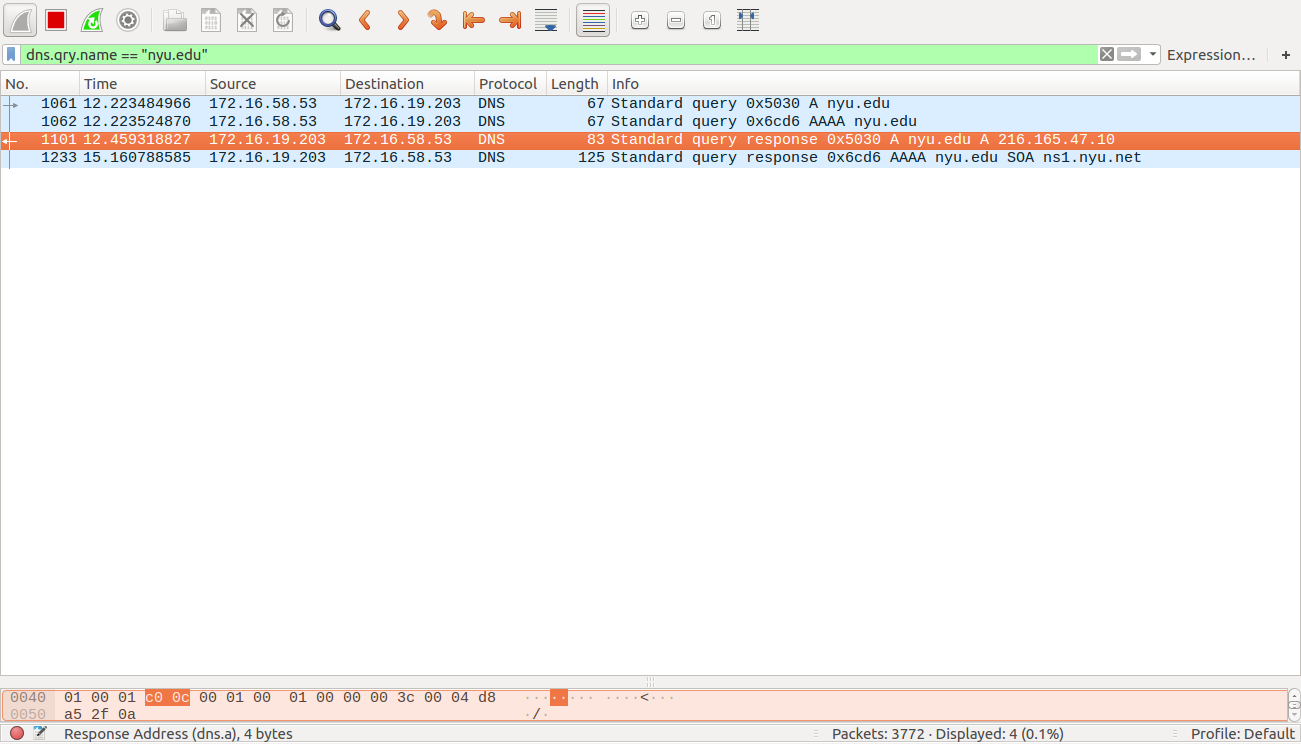 dns.qry.name == "nyu.edu" Expression… +
No. Time Source Destination Protocol Length Info
1061 12.223484966 172.16.58.53 172.16.19.203 DNS 67 Standard query 0x5030 A nyu.edu
1062 12.223524870 172.16.58.53 172.16.19.203 DNS 67 Standard query 0x6cd6 AAAA nyu.edu
1101 12.459318827 172.16.19.203 172.16.58.53 DNS 83 Standard query response 0x5030 A nyu.edu A 216.165.47.10
1233 15.160788585 172.16.19.203 172.16.58.53 DNS 125 Standard query response 0x6cd6 AAAA nyu.edu SOA ns1.nyu.net
0040 01 00 01 c0 0c 00 01 00 01 00 00 00 3c 00 04 d8 ········ ····<···
0050 a5 2f 0a ·/·
Response Address (dns.a), 4 bytes Packets: 3772 · Displayed: 4 (0.1%) Profile: Default